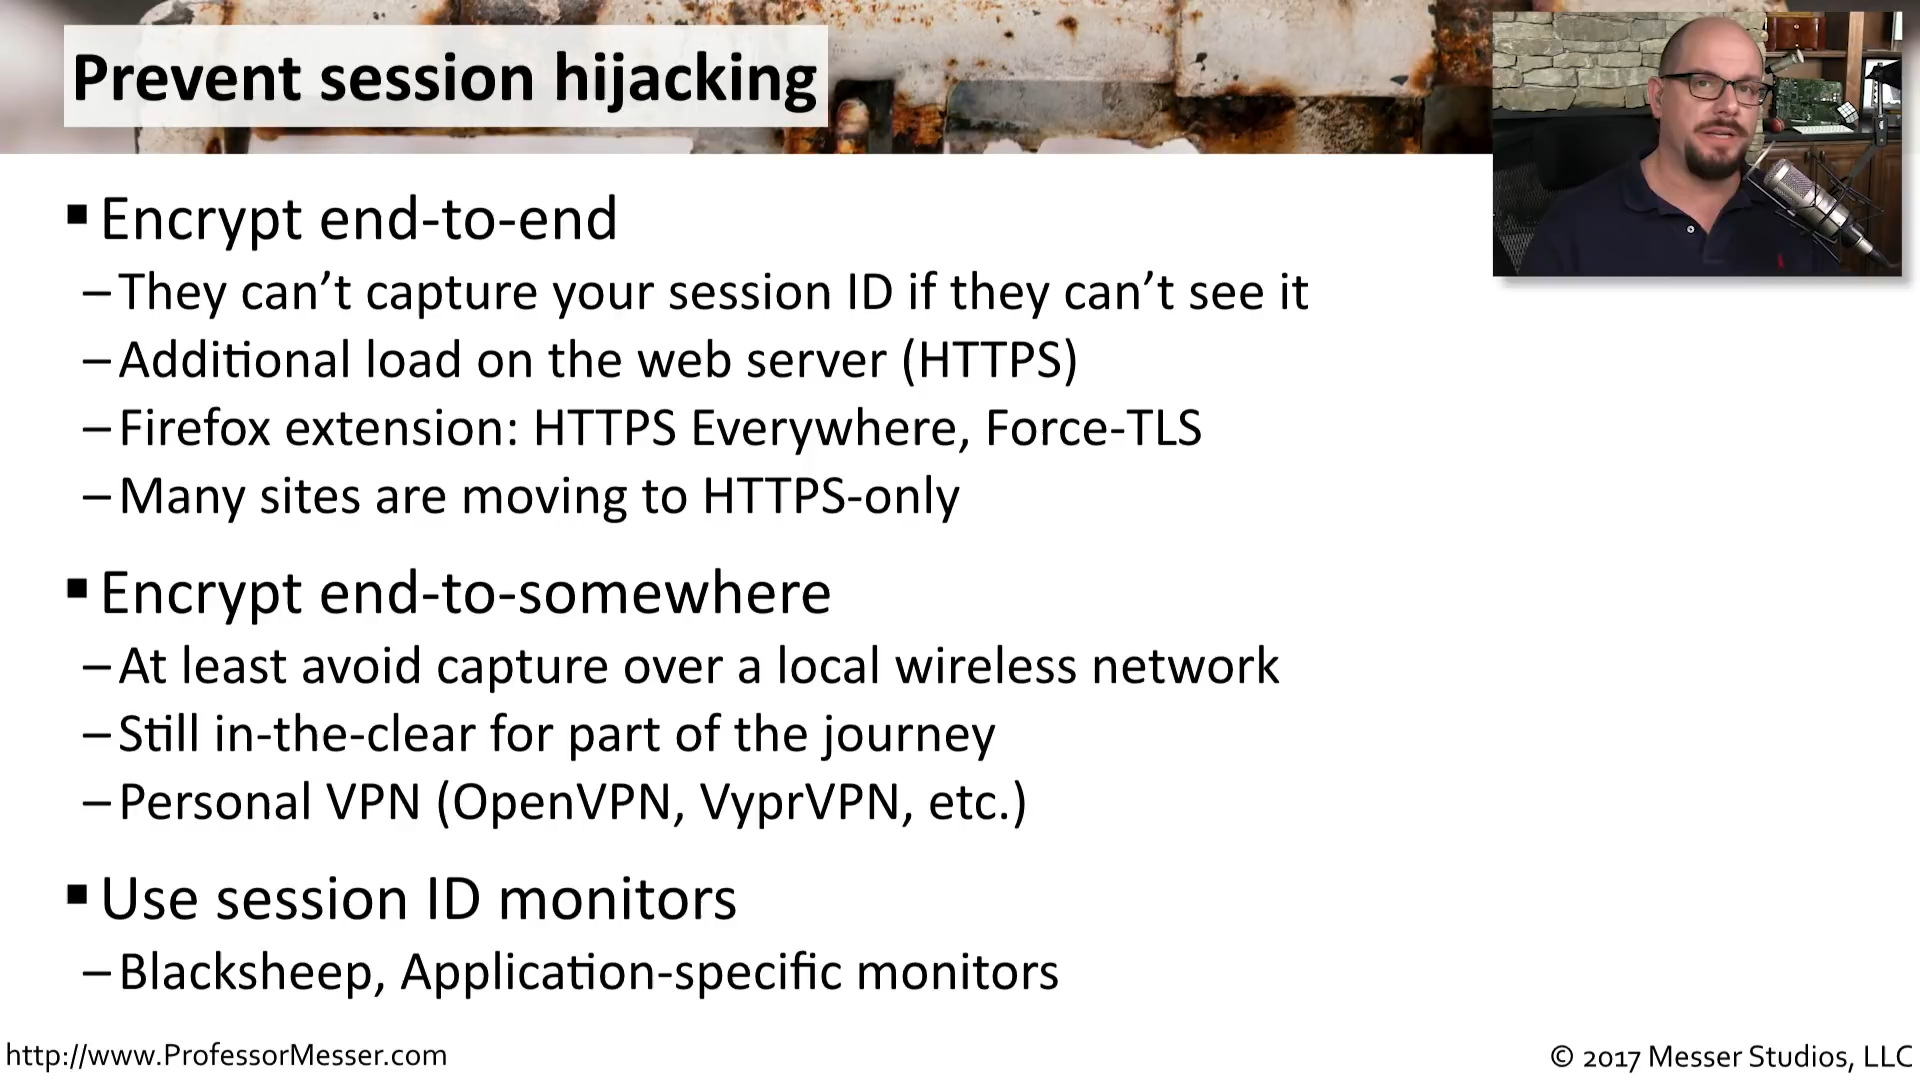 Prevent session hijacking
▪ Encrypt end-to-end
– They can’t capture your session ID if they can’t see it
– Additional load on the web server (HTTPS)
– Firefox extension: HTTPS Everywhere, Force-TLS
– Many sites are moving to HTTPS-only
▪ Encrypt end-to-somewhere
– At least avoid capture over a local wireless network
– Still in-the-clear for part of the journey
– Personal VPN (OpenVPN, VyprVPN, etc.)
▪ Use session ID monitors
– Blacksheep, Application-specific monitors
http://www.ProfessorMesser.com
© 2017 Messer Studios, LLC